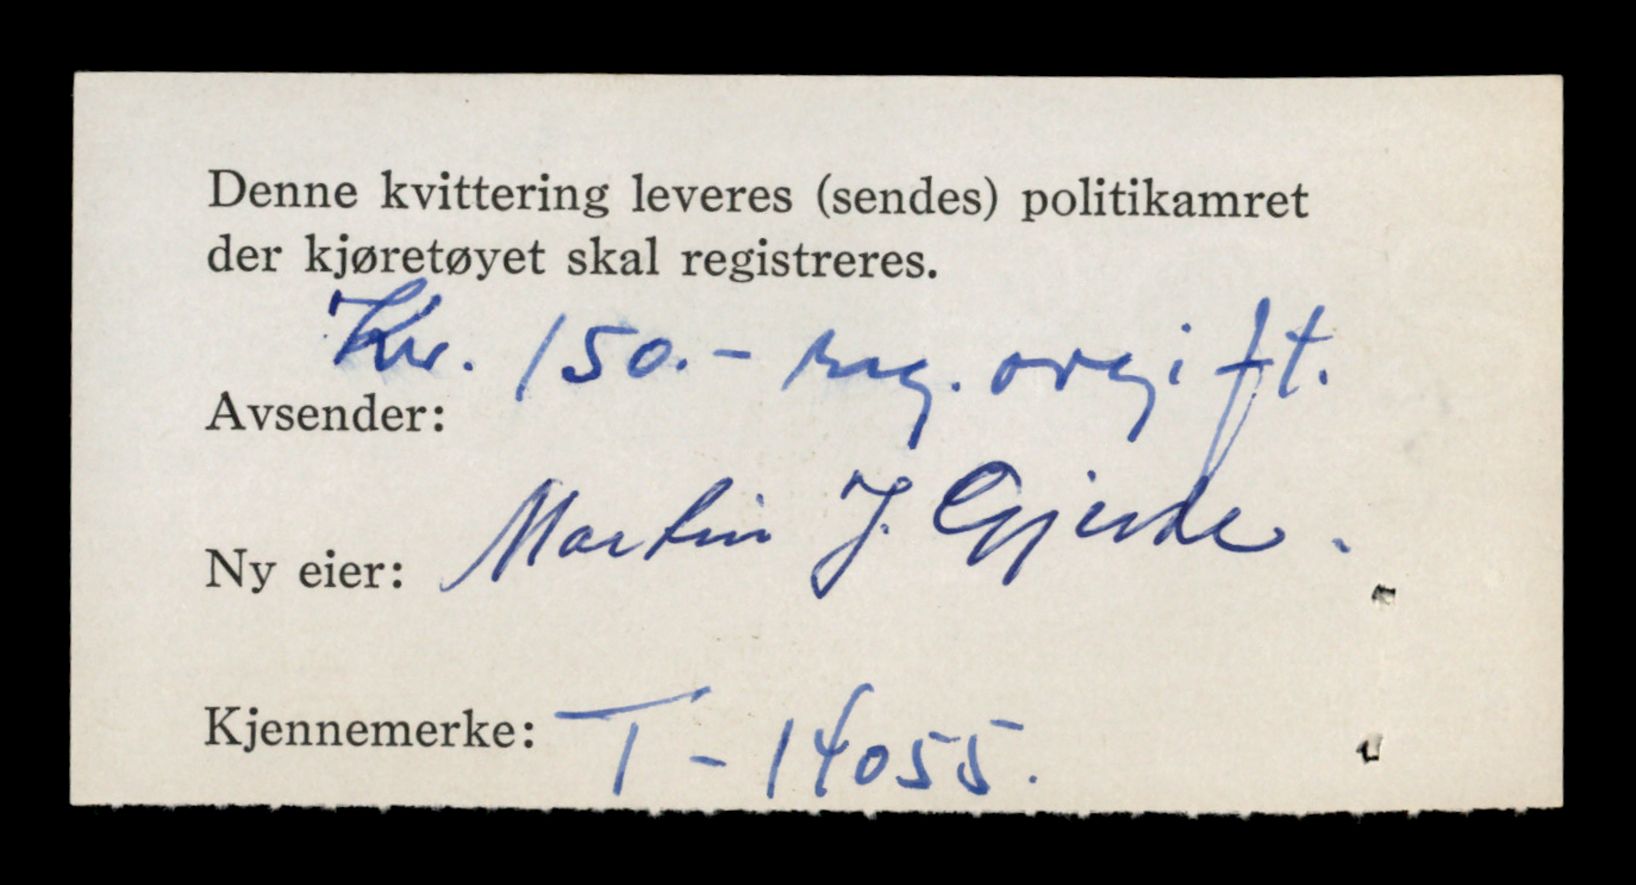 Denne kvittering leveres (sendes) politikamret
der kjøretøyet skal registreres.
Kr. 150.- reg. avgift.
Avsender:
Ny eier: Martin J. Gjerde.
Kjennemerke: T - 14055.